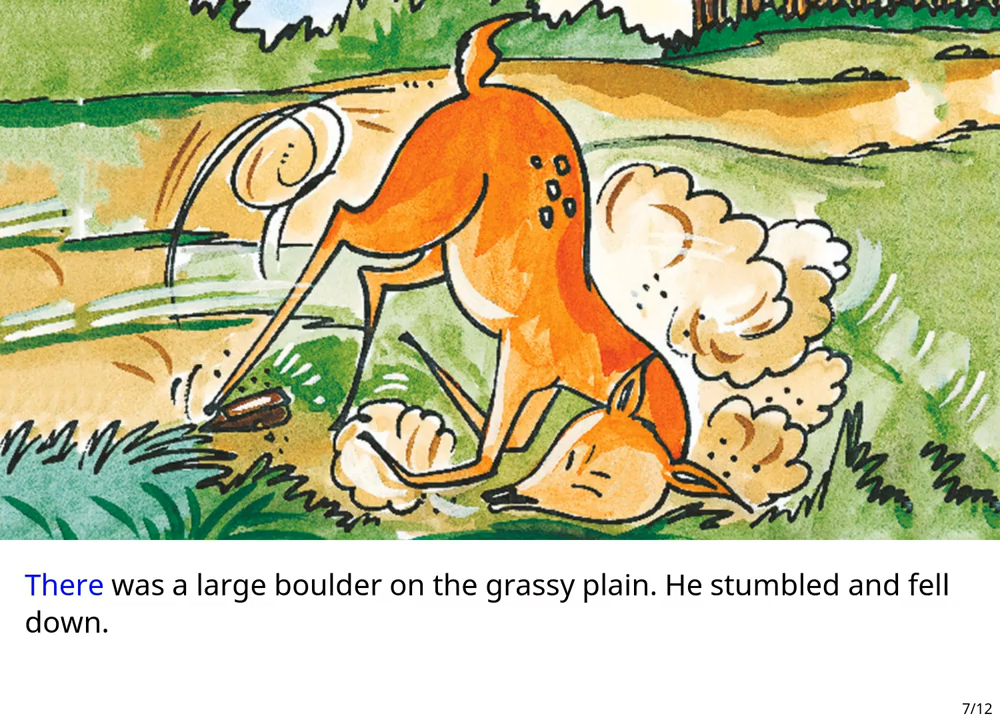 There was a large boulder on the grassy plain. He stumbled and fell
down.
7/12